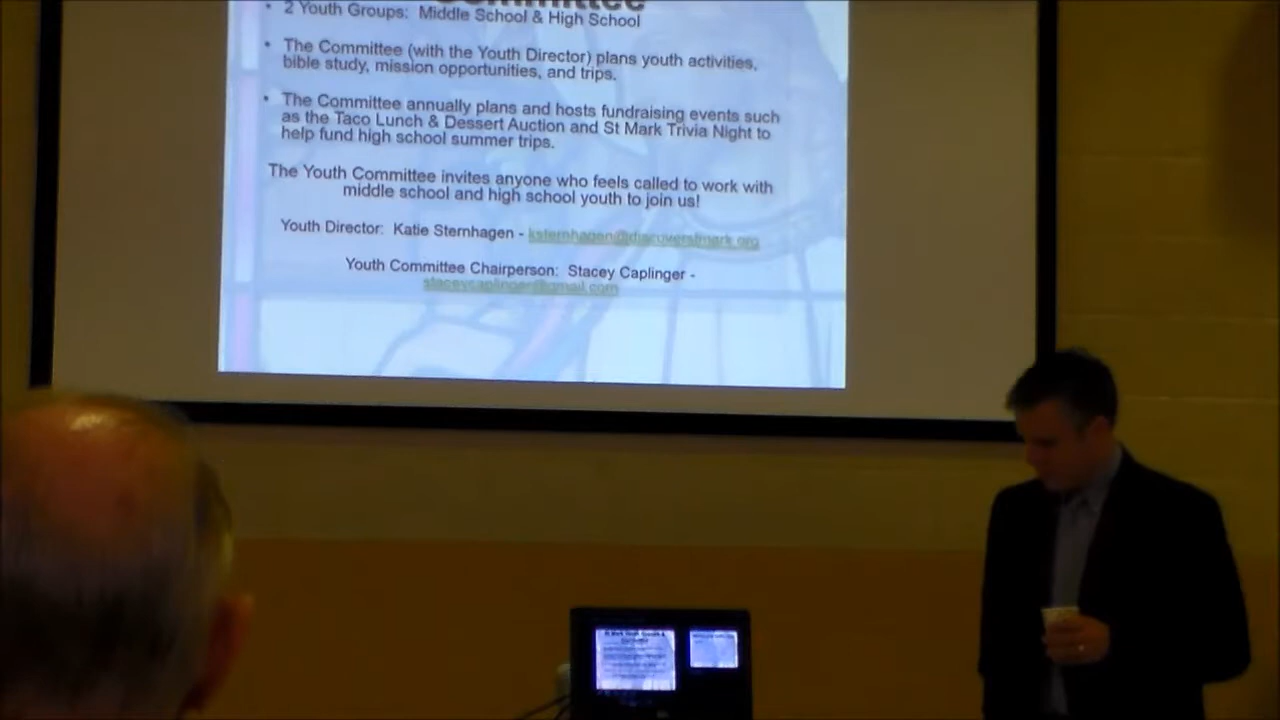 Committee
• 2 Youth Groups: Middle School & High School
• The Committee (with the Youth Director) plans youth activities,
bible study, mission opportunities, and trips.
• The Committee annually plans and hosts fundraising events such
as the Taco Lunch & Dessert Auction and St Mark Trivia Night to
help fund high school summer trips.
The Youth Committee invites anyone who feels called to work with
middle school and high school youth to join us!
Youth Director: Katie Sternhagen - ksternhagen@discoverstmark.org
Youth Committee Chairperson: Stacey Caplinger -
staceycaplinger@gmail.com